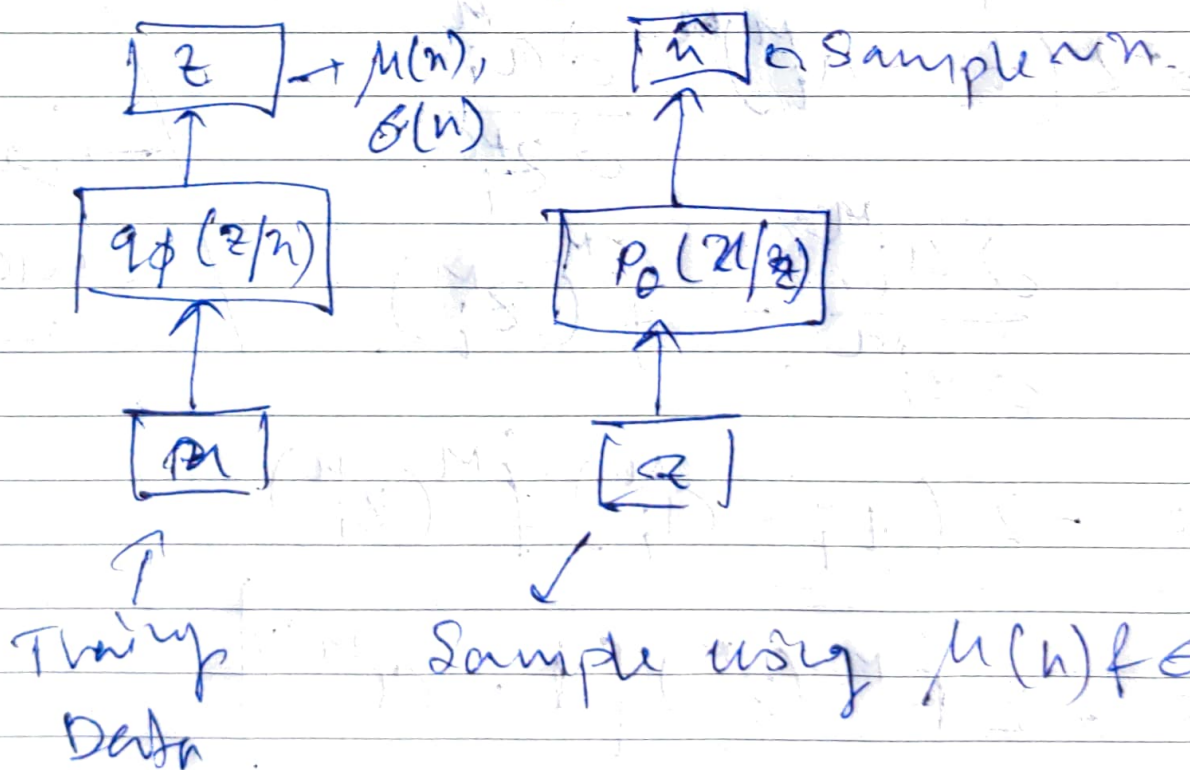 z → μ(x),
σ(x)
x̂ a Sample ~ x.
qφ (z/x)
Pθ (x/z)
x
z
Training
Data
Sample using μ(x) &